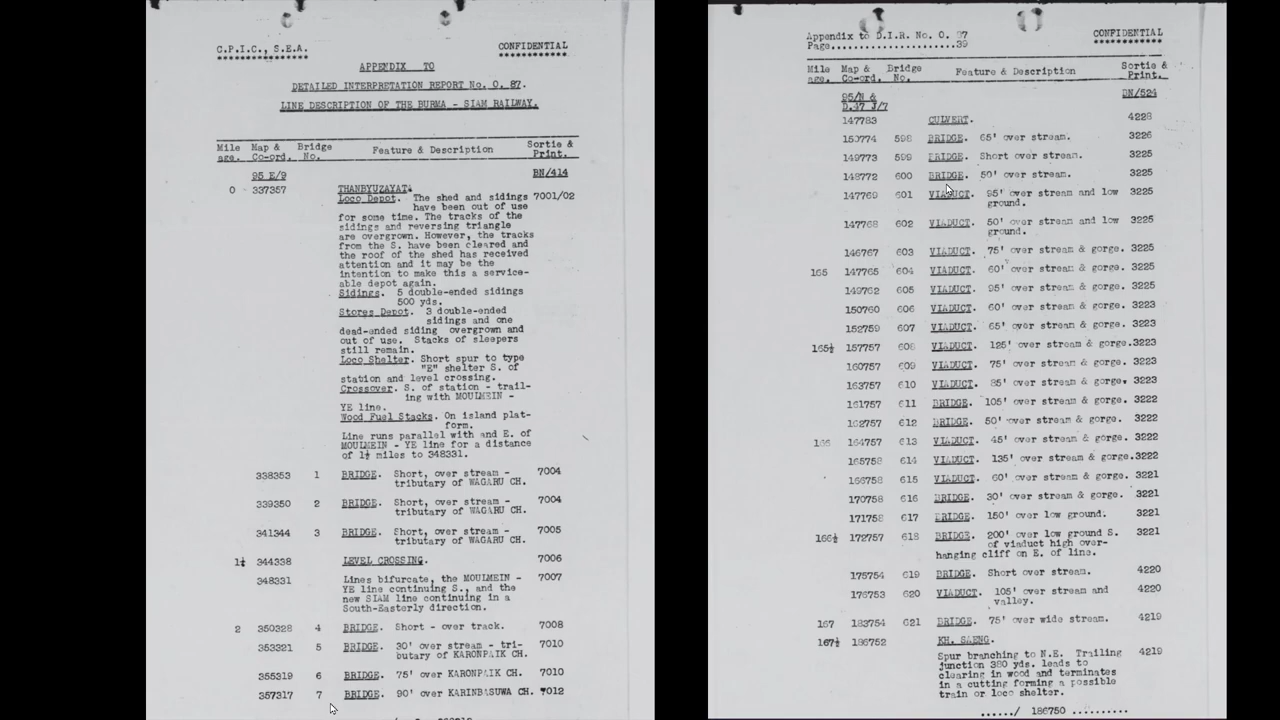 C.P.I.C., S.E.A. CONFIDENTIAL
APPENDIX TO
DETAILED INTERPRETATION REPORT No. O. 87.
LINE DESCRIPTION OF THE BURMA - SIAM RAILWAY.
Mile Map & Bridge Feature & Description Sortie &
age. Co-ord. No. Print.
95 E/9 BN/414
0 337357 THANBYUZAYAT.
Loco Depot. The shed and sidings 7001/02
have been out of use
for some time. The tracks of the
sidings and reversing triangle
are overgrown. However, the tracks
from the S. have been cleared and
the roof of the shed has received
attention and it may be the
intention to make this a service-
able depot again.
Sidings. 5 double-ended sidings
500 yds.
Stores Depot. 3 double-ended
sidings and one
dead-ended siding overgrown and
out of use. Stacks of sleepers
still remain.
Loco Shelter. Short spur to type
"E" shelter S. of
station and level crossing.
Crossover. S. of station - trail-
ing with MOULMEIN -
YE line.
Wood Fuel Stacks. On island plat-
form.
Line runs parallel with and E. of
MOULMEIN - YE line for a distance
of 1½ miles to 348331.
338353 1 BRIDGE. Short, over stream - 7004
tributary of WAGARU CH.
339350 2 BRIDGE. Short, over stream - 7004
tributary of WAGARU CH.
341344 3 BRIDGE. Short, over stream - 7005
tributary of WAGARU CH.
1¼ 344338 LEVEL CROSSING. 7006
348331 Lines bifurcate, the MOULMEIN - 7007
YE line continuing S., and the
new SIAM line continuing in a
South-Easterly direction.
2 350328 4 BRIDGE. Short - over track. 7008
353321 5 BRIDGE. 30' over stream - tri- 7010
butary of KARONPAIK CH.
355319 6 BRIDGE. 75' over KARONPAIK CH. 7010
357317 7 BRIDGE. 90' over KARINBASUWA CH. 7012
Appendix to D.I.R. No. O. 87 CONFIDENTIAL
Page.....................39
Mile Map & Bridge Feature & Description Sortie &
age. Co-ord. No. Print.
95/N & BN/524
D.47 J/7
147783 CULVERT. 4228
150774 598 BRIDGE. 65' over stream. 3226
149773 599 BRIDGE. Short over stream. 3225
148772 600 BRIDGE. 50' over stream. 3225
147769 601 VIADUCT. 95' over stream and low 3225
ground.
147768 602 VIADUCT. 50' over stream and low 3225
ground.
146767 603 VIADUCT. 75' over stream & gorge. 3225
165 147765 604 VIADUCT. 60' over stream & gorge. 3225
149762 605 VIADUCT. 95' over stream & gorge. 3225
150760 606 VIADUCT. 60' over stream & gorge. 3223
152759 607 VIADUCT. 65' over stream & gorge. 3223
165½ 157757 608 VIADUCT. 125' over stream & gorge. 3223
160757 609 VIADUCT. 75' over stream & gorge. 3223
163757 610 VIADUCT. 85' over stream & gorge. 3223
161757 611 BRIDGE. 105' over stream & gorge. 3222
162757 612 BRIDGE. 50' over stream & gorge. 3222
166 164757 613 VIADUCT. 45' over stream & gorge. 3222
165758 614 VIADUCT. 135' over stream & gorge. 3222
166758 615 VIADUCT. 60' over stream & gorge. 3221
170758 616 BRIDGE. 30' over stream & gorge. 3221
171758 617 BRIDGE. 150' over low ground. 3221
166½ 172757 618 BRIDGE. 200' over low ground S. 3221
of viaduct high over-
hanging cliff on E. of line.
175754 619 BRIDGE. Short over stream. 4220
176753 620 VIADUCT. 105' over stream and 4220
valley.
167 183754 621 BRIDGE. 75' over wide stream. 4219
167½ 186752 KH. SAENG.
Spur branching to N.E. Trailing 4219
junction 380 yds. leads to
clearing in wood and terminates
in a cutting forming a possible
train or loco shelter.
....../ 186750 ..........